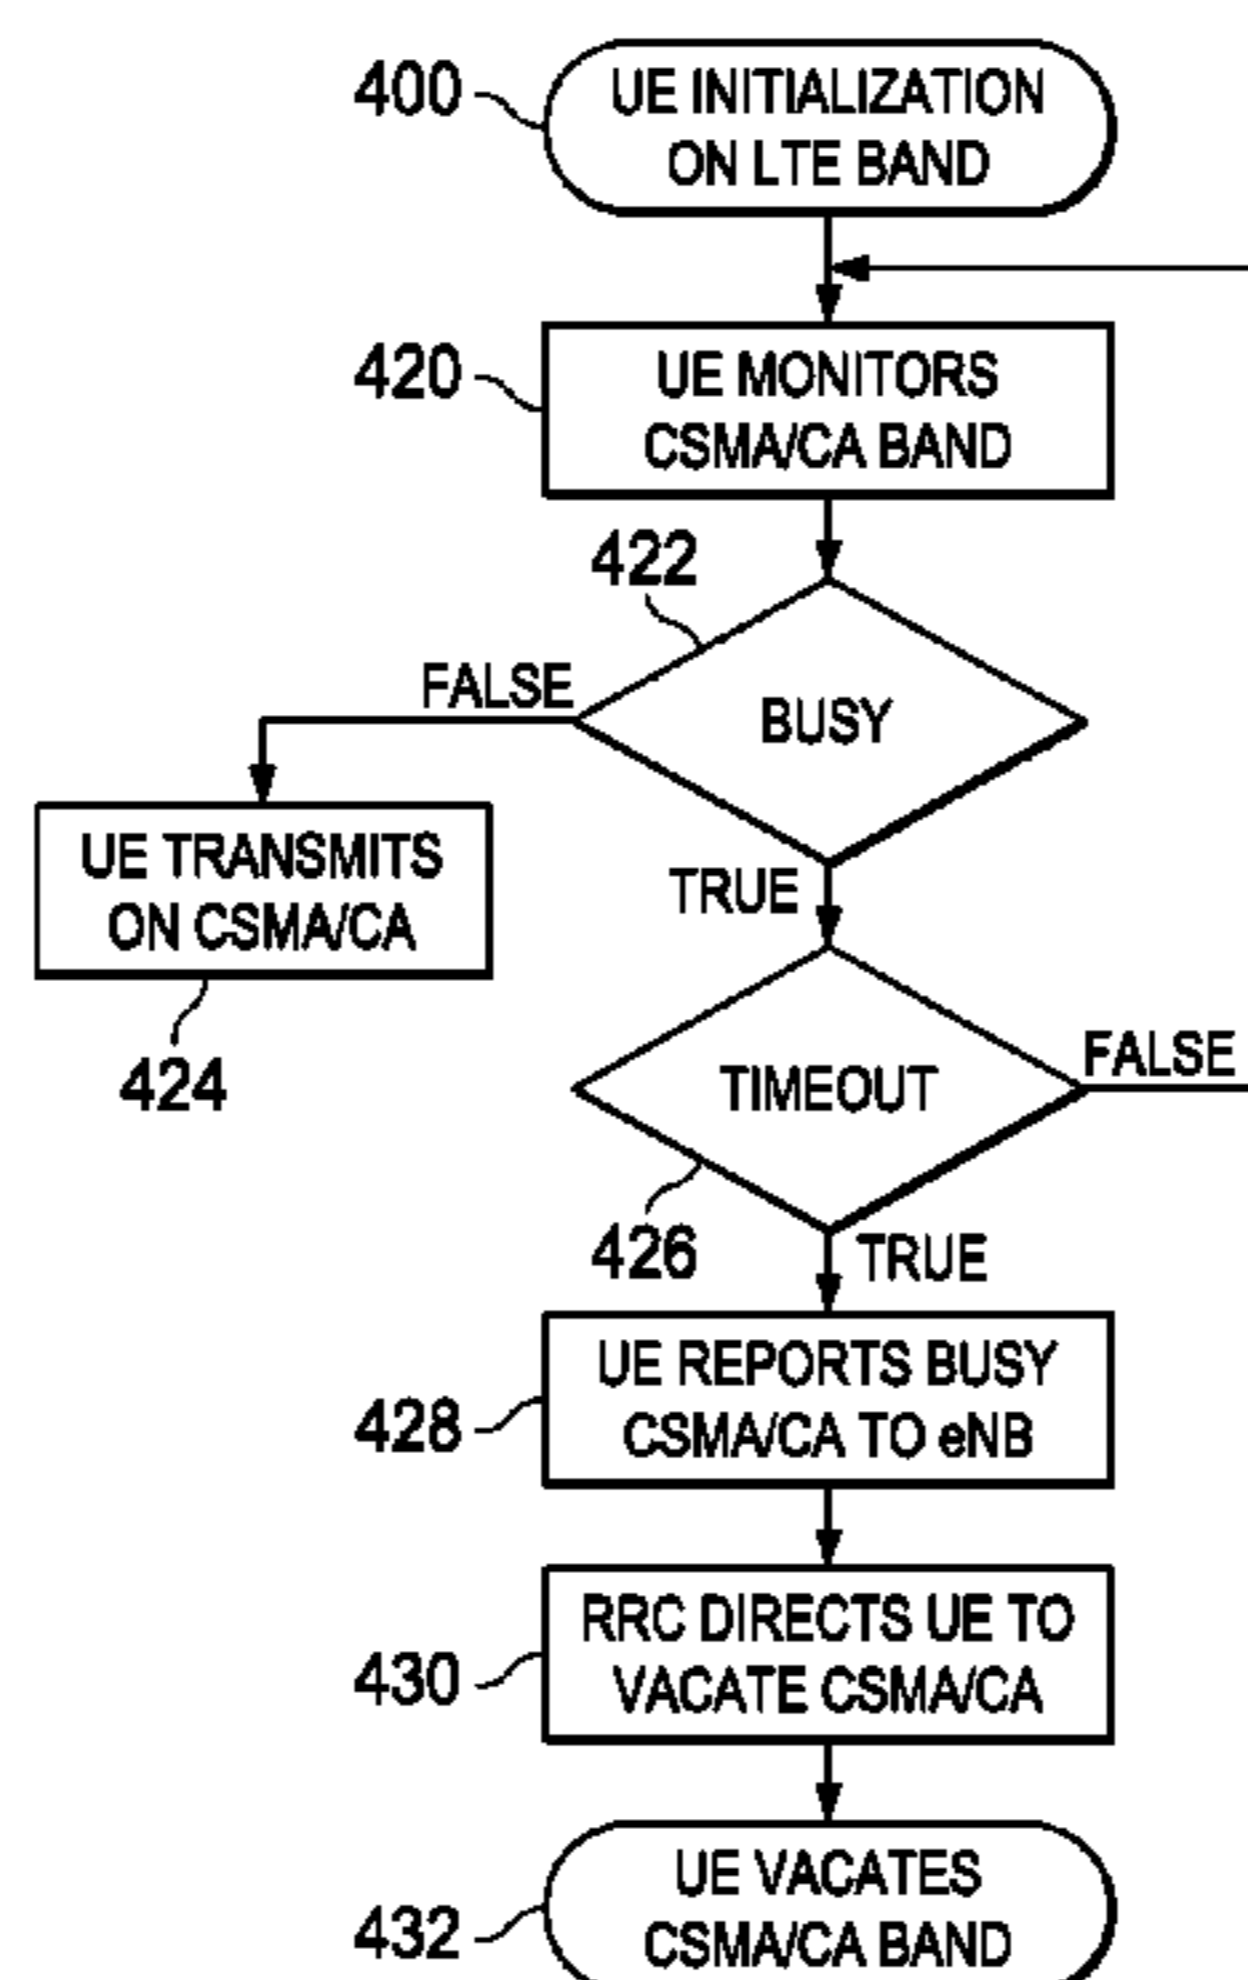 400
UE INITIALIZATION
ON LTE BAND
420
UE MONITORS
CSMA/CA BAND
422
FALSE
BUSY
UE TRANSMITS
ON CSMA/CA
424
TRUE
TIMEOUT
FALSE
426
TRUE
428
UE REPORTS BUSY
CSMA/CA TO eNB
430
RRC DIRECTS UE TO
VACATE CSMA/CA
432
UE VACATES
CSMA/CA BAND